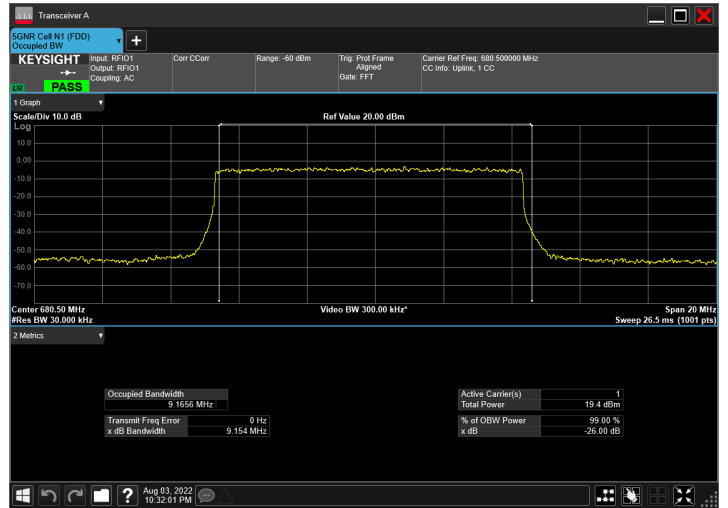 Transceiver A
5GNR Cell N1 (FDD)
Occupied BW
KEYSIGHT
Input: RFIO1
Output: RFIO1
Coupling: AC
Corr CCorr
Range: -60 dBm
Trig: Prot Frame
Aligned
Gate: FFT
Carrier Ref Freq: 680.500000 MHz
CC Info: Uplink, 1 CC
LXI
PASS
1 Graph
Scale/Div 10.0 dB
Ref Value 20.00 dBm
Log
10.0
0.00
-10.0
-20.0
-30.0
-40.0
-50.0
-60.0
-70.0
Center 680.50 MHz
Video BW 300.00 kHz*
Span 20 MHz
#Res BW 30.000 kHz
Sweep 26.5 ms (1001 pts)
2 Metrics
Occupied Bandwidth
9.1656 MHz
Transmit Freq Error 0 Hz
x dB Bandwidth 9.154 MHz
Active Carrier(s) 1
Total Power 19.4 dBm
% of OBW Power 99.00 %
x dB -26.00 dB
Aug 03, 2022
10:32:01 PM